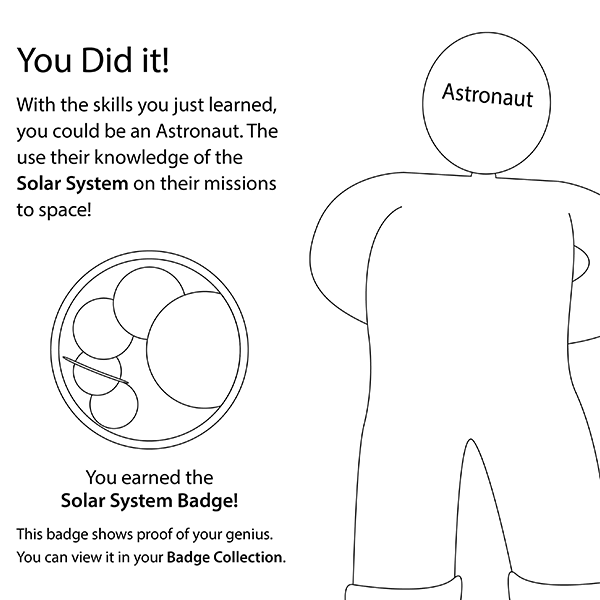 You Did it!
With the skills you just learned,
you could be an Astronaut. The
use their knowledge of the
Solar System on their missions
to space!
Astronaut
You earned the
Solar System Badge!
This badge shows proof of your genius.
You can view it in your Badge Collection.